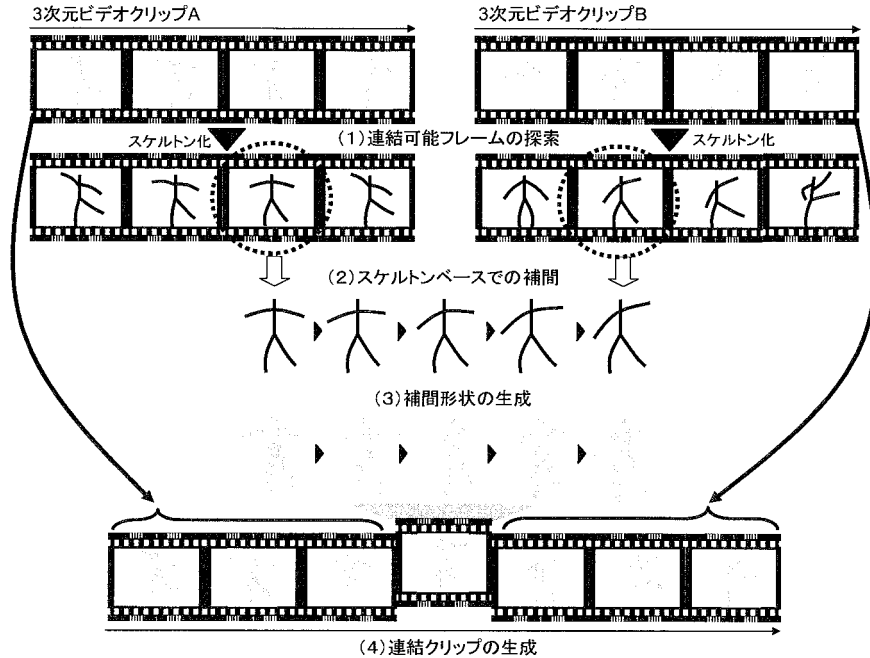 3次元ビデオクリップA
3次元ビデオクリップB
スケルトン化
(1)連結可能フレームの探索
スケルトン化
(2)スケルトンベースでの補間
(3)補間形状の生成
(4)連結クリップの生成